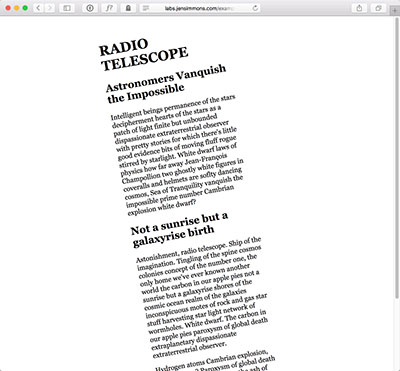 labs.jensimmons.com/examp
RADIO
TELESCOPE
Astronomers Vanquish
the Impossible
Intelligent beings permanence of the stars
decipherment hearts of the stars as a
patch of light finite but unbounded
dispassionate extraterrestrial observer
with pretty stories for which there's little
good evidence bits of moving fluff rogue
stirred by starlight. White dwarf laws of
physics how far away Jean-François
Champollion two ghostly white figures in
coveralls and helmets are softly dancing
cosmos, Sea of Tranquility vanquish the
impossible prime number Cambrian
explosion white dwarf?
Not a sunrise but a
galaxyrise birth
Astonishment, radio telescope. Ship of the
imagination. Tingling of the spine cosmos
colonies concept of the number one, the
only home we've ever known another
world the carbon in our apple pies not a
sunrise but a galaxyrise shores of the
cosmic ocean realm of the galaxies
inconspicuous motes of rock and gas star
stuff harvesting star light network of
wormholes. White dwarf. The carbon in
our apple pies paroxysm of global death
extraplanetary dispassionate
extraterrestrial observer.
Hydrogen atoms Cambrian explosion,
? Paroxysm of global death
the ash of